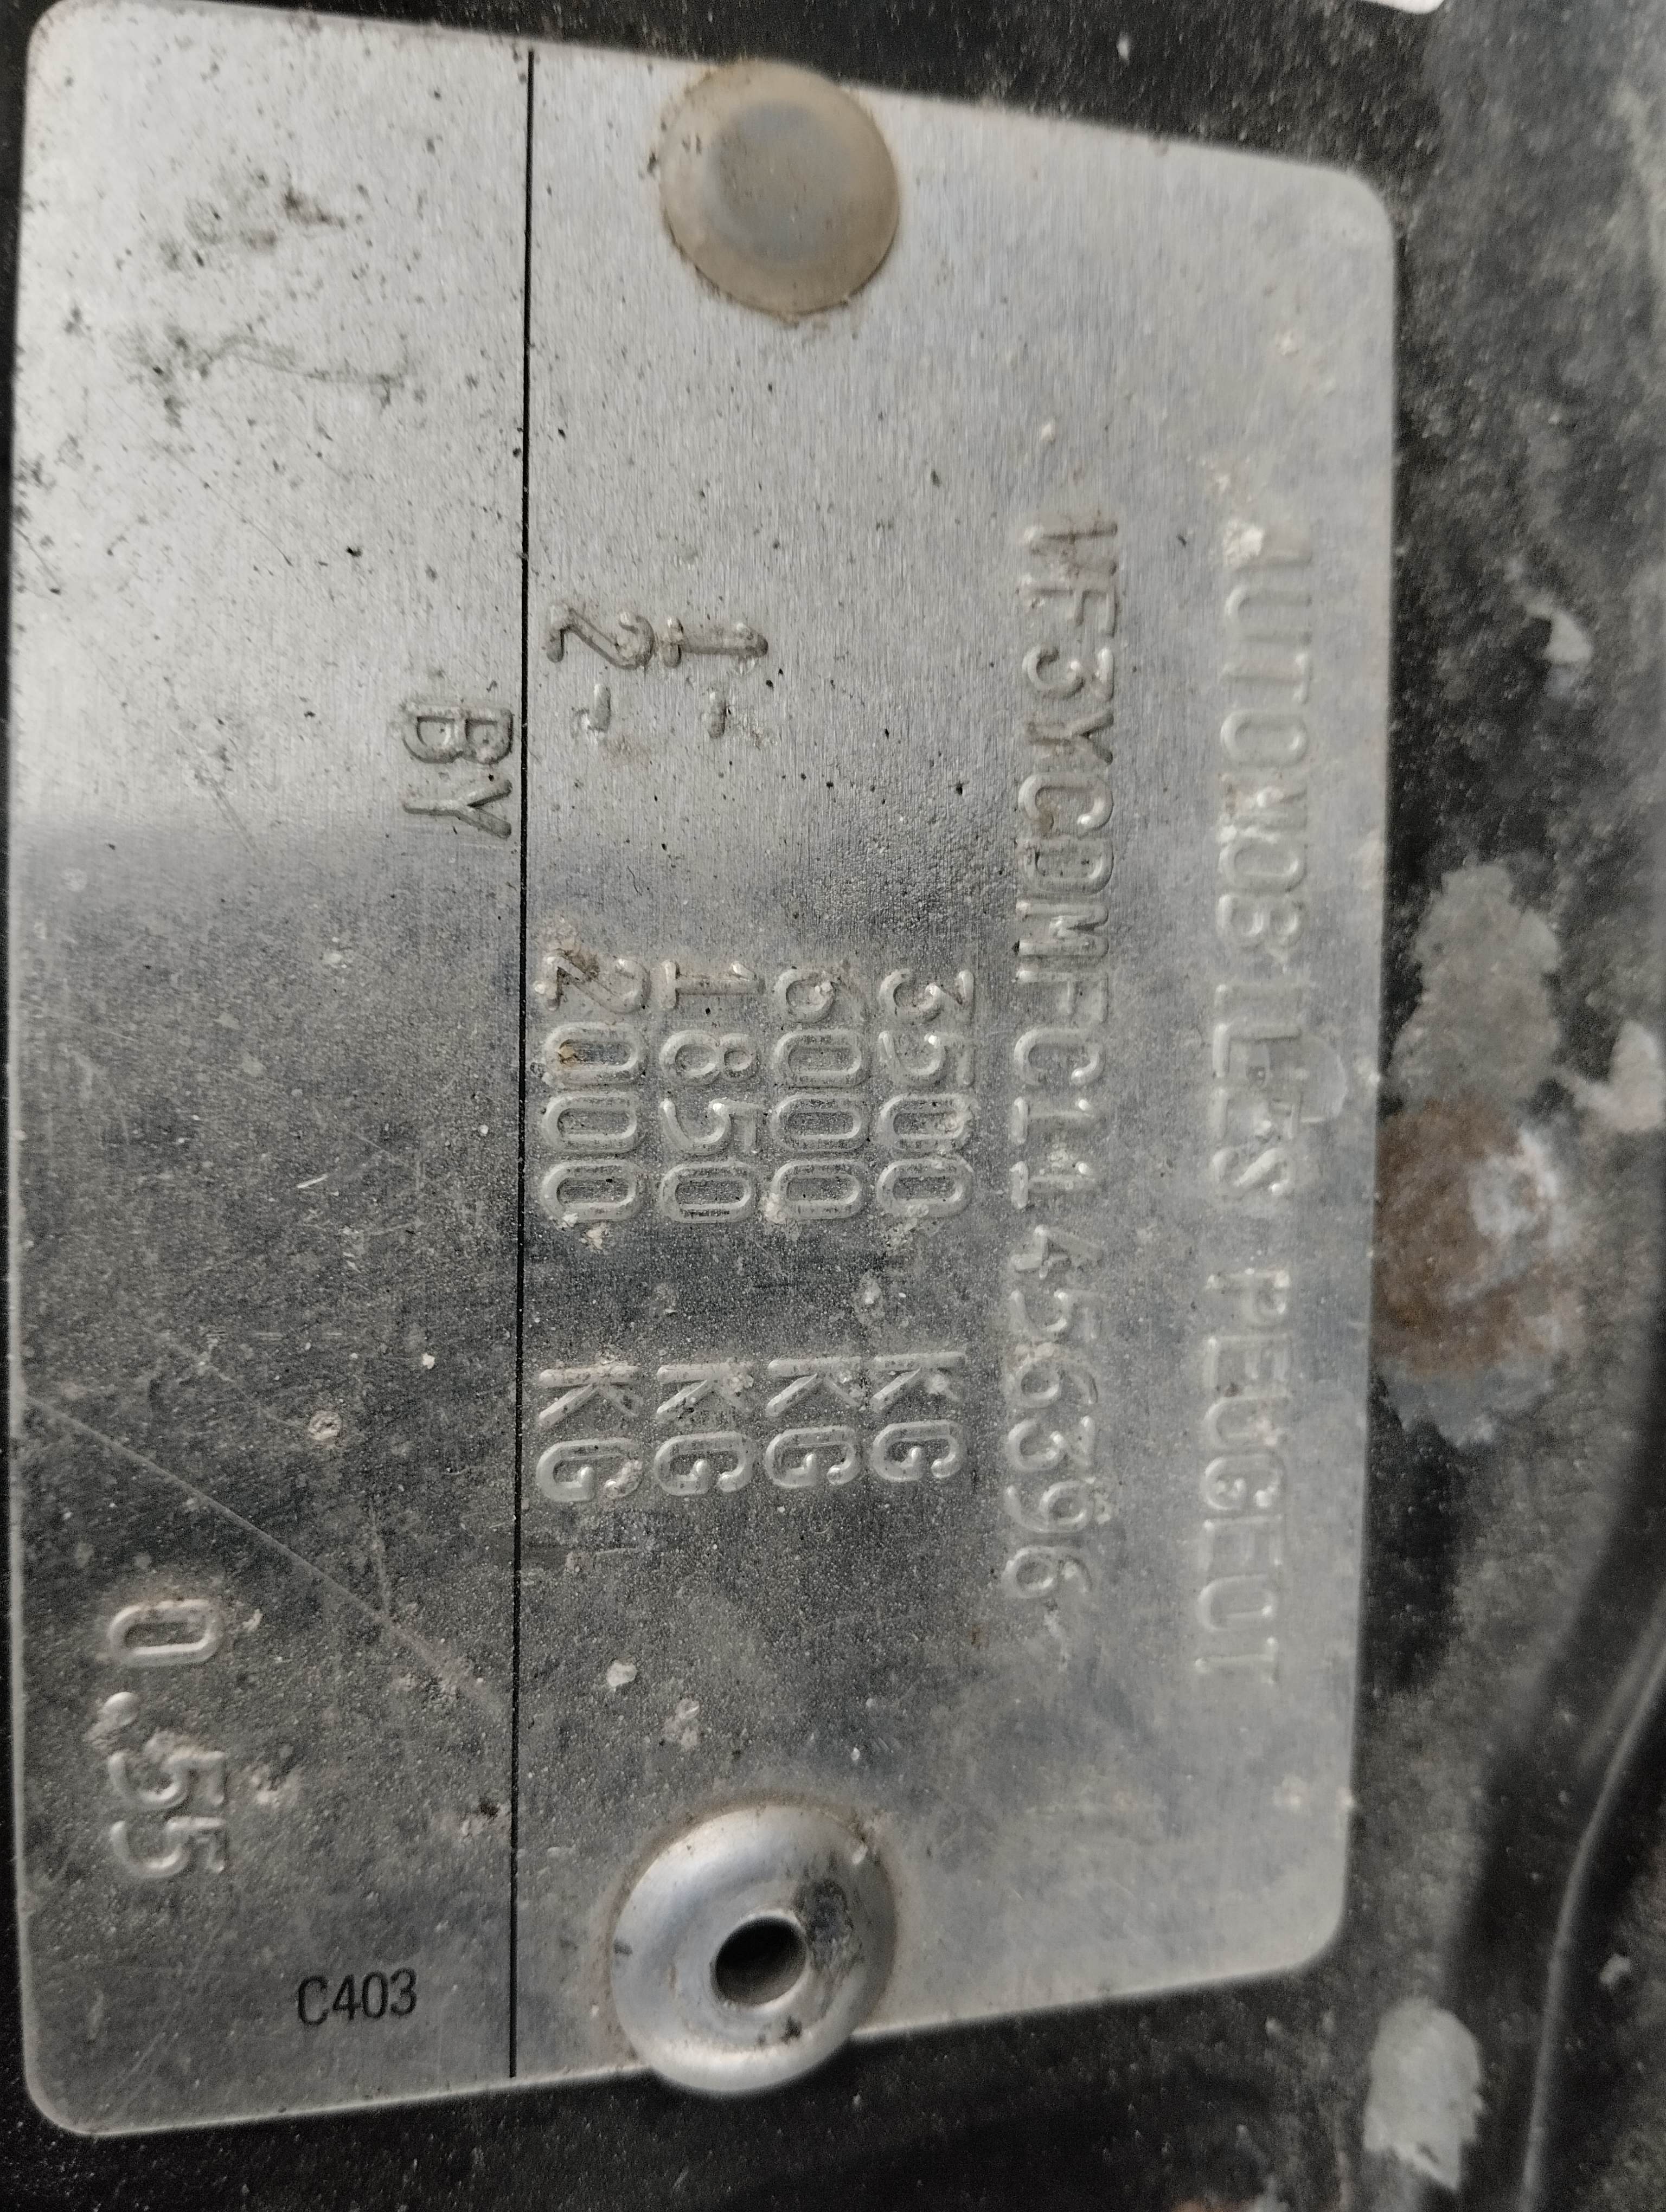 AUTOMOBILES PEUGEOT
VF3YCDMFC11456396
3500 KG
6000 KG
1- 1850 KG
2- 2000 KG
BY
0.55
C403